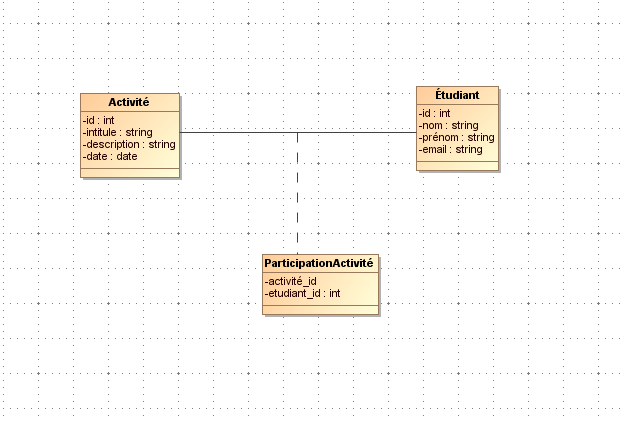 Activité
-id : int
-intitule : string
-description : string
-date : date
Étudiant
-id : int
-nom : string
-prénom : string
-email : string
ParticipationActivité
-activité_id
-etudiant_id : int